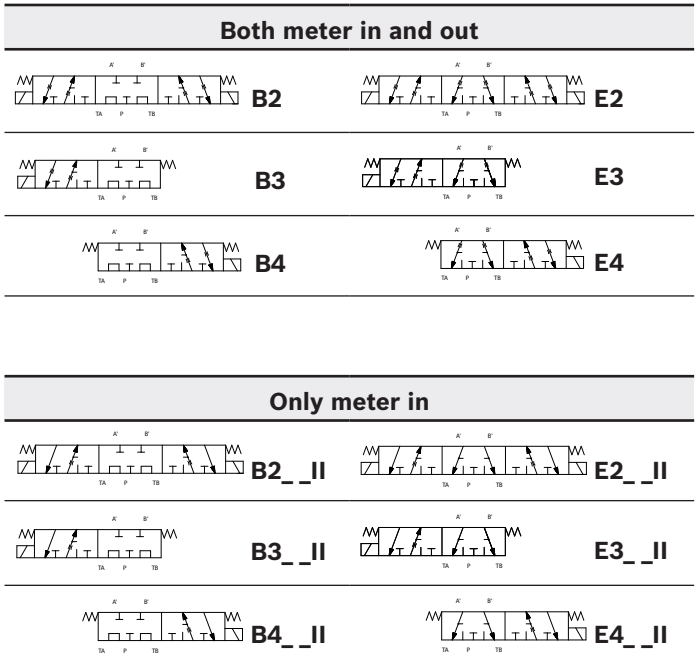 Both meter in and out
A' B'
TA P TB
B2
A' B'
TA P TB
E2
A' B'
TA P TB
B3
A' B'
TA P TB
E3
A' B'
TA P TB
B4
A' B'
TA P TB
E4
Only meter in
A' B'
TA P TB
B2_ _II
A' B'
TA P TB
E2_ _II
A' B'
TA P TB
B3_ _II
A' B'
TA P TB
E3_ _II
A' B'
TA P TB
B4_ _II
A' B'
TA P TB
E4_ _II